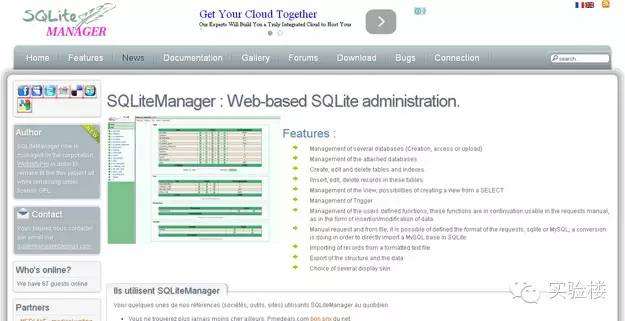 SQLite
MANAGER
Get Your Cloud Together
Our Experts Will Build You a Truly Integrated Cloud to Host Your
Home Features News Documentation Gallery Forums Download Bugs Connection
search...
SQLiteManager : Web-based SQLite administration.
Author
SQLiteManager now is
managed by the corporation,
in order to
remain is the free patent all
while remaining under
license GPL.
Contact
Vous pouvez nous contacter
par email sur
Who's online?
We have 67 guests online
Partners
Features :
Management of several databases (Creation, access or upload)
Management of the attached databases
Create, edit and delete tables and indexes.
Insert, edit, delete records in these tables
Management of the View, possibilities of creating a view from a SELECT
Management of Trigger
Management of the users defined functions, these functions are in continuation usable in the requests manual,
as in the form of insertion/modification of data.
Manual request and from file, it is possible of defined the format of the requests, sqlite or MySQL, a conversion
is doing in order to directly import a MySQL base in SQLite
Importing of records from a formatted text file.
Export of the structure and the data
Choice of several display skin
Ils utilisent SQLiteManager
Voici quelques unes de nos références (sociétés, outils, sites) utilisants SQLiteManager au quotidien
Vous ne trouverez plus jamais moins cher ailleurs. Pmedeals.com bon prix du net.
实验楼